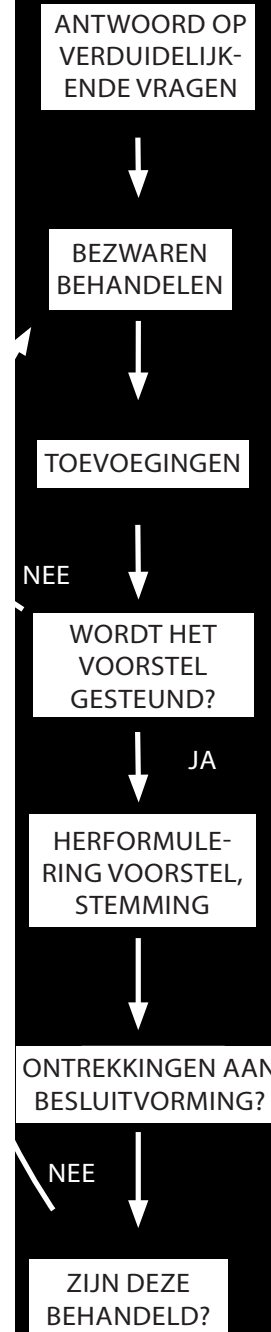 ANTWOORD OP
VERDUIDELIJK-
ENDE VRAGEN
BEZWAREN
BEHANDELEN
TOEVOEGINGEN
NEE
WORDT HET
VOORSTEL
GESTEUND?
JA
HERFORMULE-
RING VOORSTEL,
STEMMING
ONTREKKINGEN AAN
BESLUITVORMING?
NEE
ZIJN DEZE
BEHANDELD?